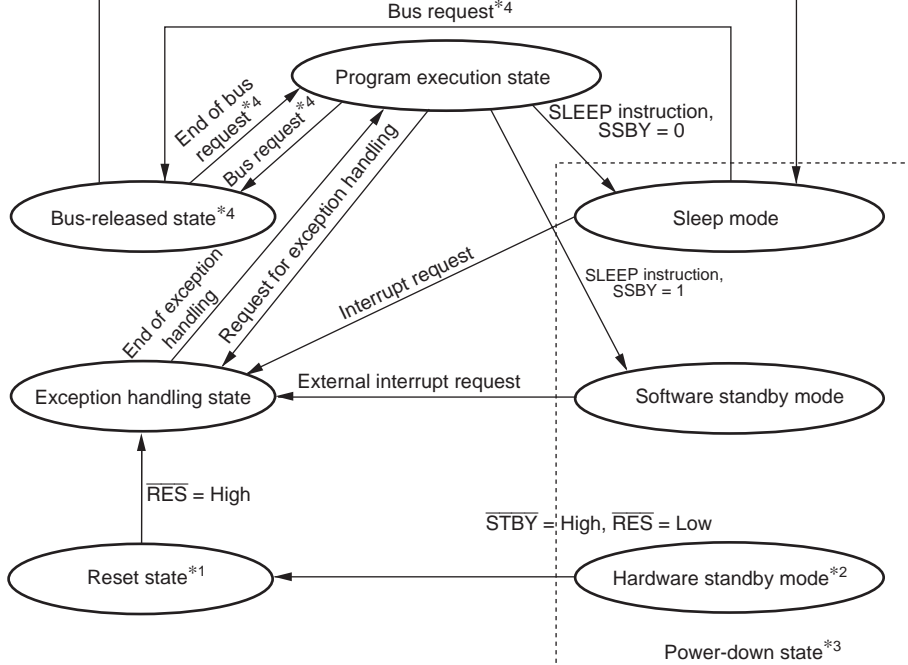 Bus request*4
Program execution state
End of bus
request*4
Bus request*4
SLEEP instruction,
SSBY = 0
Bus-released state*4
Sleep mode
End of exception
handling
Request for exception handling
Interrupt request
SLEEP instruction,
SSBY = 1
Exception handling state
External interrupt request
Software standby mode
RES = High
STBY = High, RES = Low
Reset state*1
Hardware standby mode*2
Power-down state*3